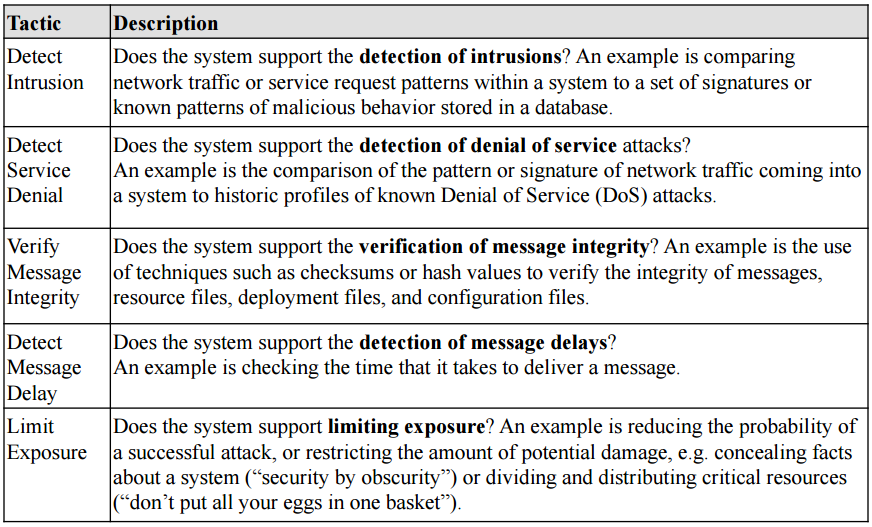 Tactic Description
Detect Intrusion
Does the system support the detection of intrusions? An example is comparing
network traffic or service request patterns within a system to a set of signatures or
known patterns of malicious behavior stored in a database.
Detect Service Denial
Does the system support the detection of denial of service attacks?
An example is the comparison of the pattern or signature of network traffic coming into
a system to historic profiles of known Denial of Service (DoS) attacks.
Verify Message Integrity
Does the system support the verification of message integrity? An example is the use
of techniques such as checksums or hash values to verify the integrity of messages,
resource files, deployment files, and configuration files.
Detect Message Delay
Does the system support the detection of message delays?
An example is checking the time that it takes to deliver a message.
Limit Exposure
Does the system support limiting exposure? An example is reducing the probability of
a successful attack, or restricting the amount of potential damage, e.g. concealing facts
about a system (“security by obscurity”) or dividing and distributing critical resources
(“don’t put all your eggs in one basket”).